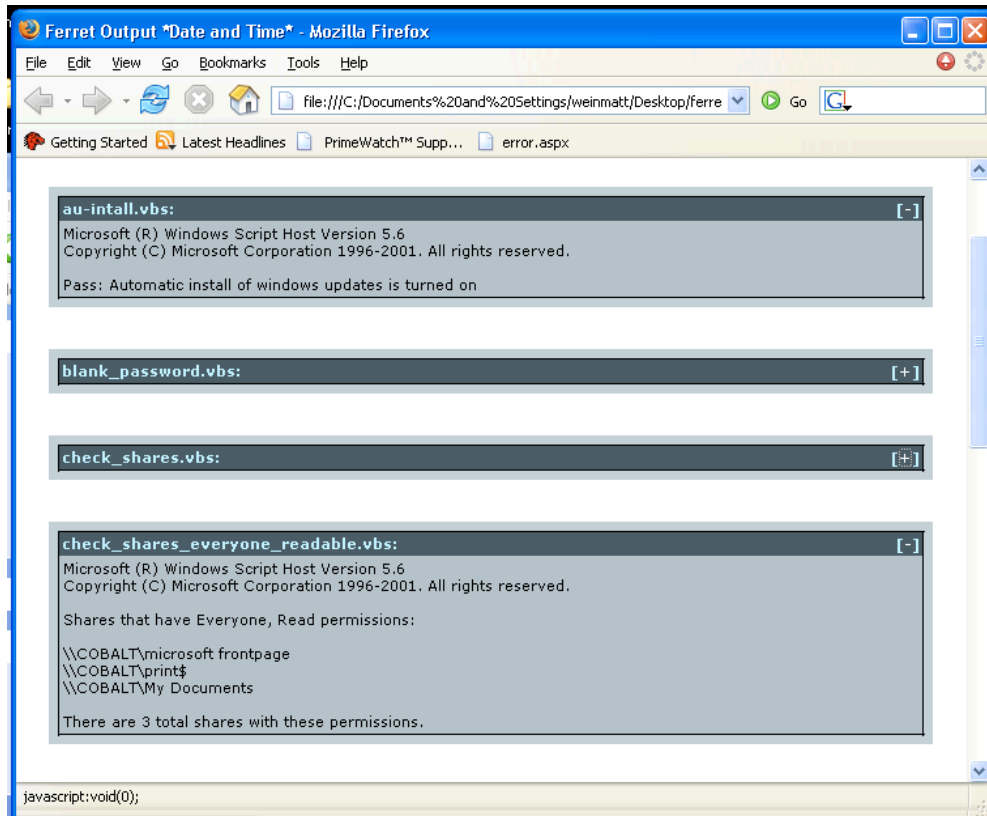 Ferret Output *Date and Time* - Mozilla Firefox
File Edit View Go Bookmarks Tools Help
file:///C:/Documents%20and%20Settings/weinmatt/Desktop/ferre Go G
Getting Started Latest Headlines PrimeWatch™ Supp... error.aspx
au-intall.vbs: [-]
Microsoft (R) Windows Script Host Version 5.6
Copyright (C) Microsoft Corporation 1996-2001. All rights reserved.
Pass: Automatic install of windows updates is turned on
blank_password.vbs: [+]
check_shares.vbs: [+]
check_shares_everyone_readable.vbs: [-]
Microsoft (R) Windows Script Host Version 5.6
Copyright (C) Microsoft Corporation 1996-2001. All rights reserved.
Shares that have Everyone, Read permissions:
\\COBALT\microsoft frontpage
\\COBALT\print$
\\COBALT\My Documents
There are 3 total shares with these permissions.
javascript:void(0);